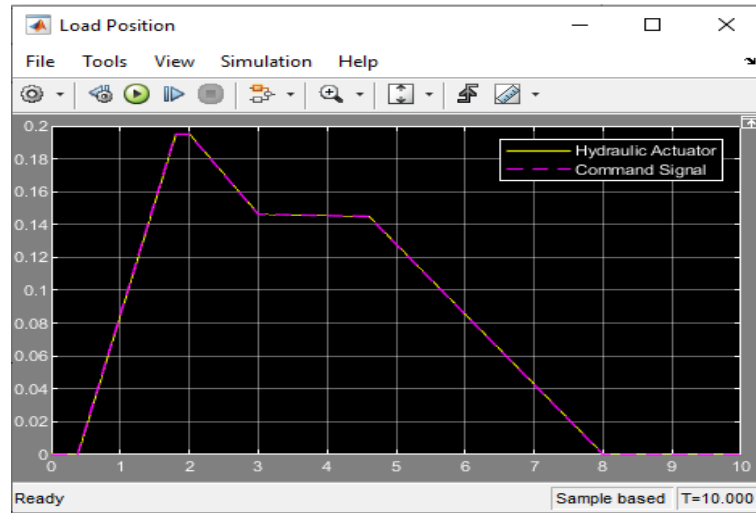 Load Position
File Tools View Simulation Help
0.2
Hydraulic Actuator
0.18
Command Signal
0.16
0.14
0.12
0.1
0.08
0.06
0.04
0.02
0
0 1 2 3 4 5 6 7 8 9 10
Ready Sample based T=10.000